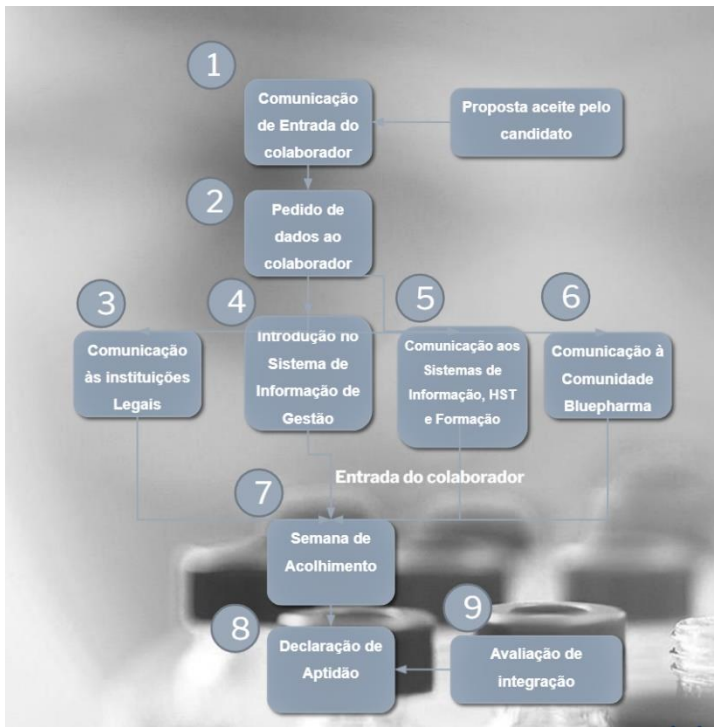 1
Comunicação
de Entrada do
colaborador
Proposta aceite pelo
candidato
2
Pedido de
dados ao
colaborador
3
Comunicação
às instituições
Legais
4
Introdução no
Sistema de
Informação de
Gestão
5
Comunicação aos
Sistemas de
Informação, HST
e Formação
6
Comunicação à
Comunidade
Bluepharma
Entrada do colaborador
7
Semana de
Acolhimento
8
Declaração de
Aptidão
9
Avaliação de
integração